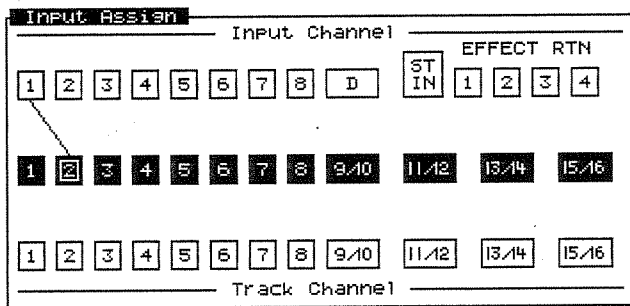 Input Assign
Input Channel
EFFECT RTN
1 2 3 4 5 6 7 8 D ST IN 1 2 3 4
1 2 3 4 5 6 7 8 9/10 11/12 13/14 15/16
1 2 3 4 5 6 7 8 9/10 11/12 13/14 15/16
Track Channel